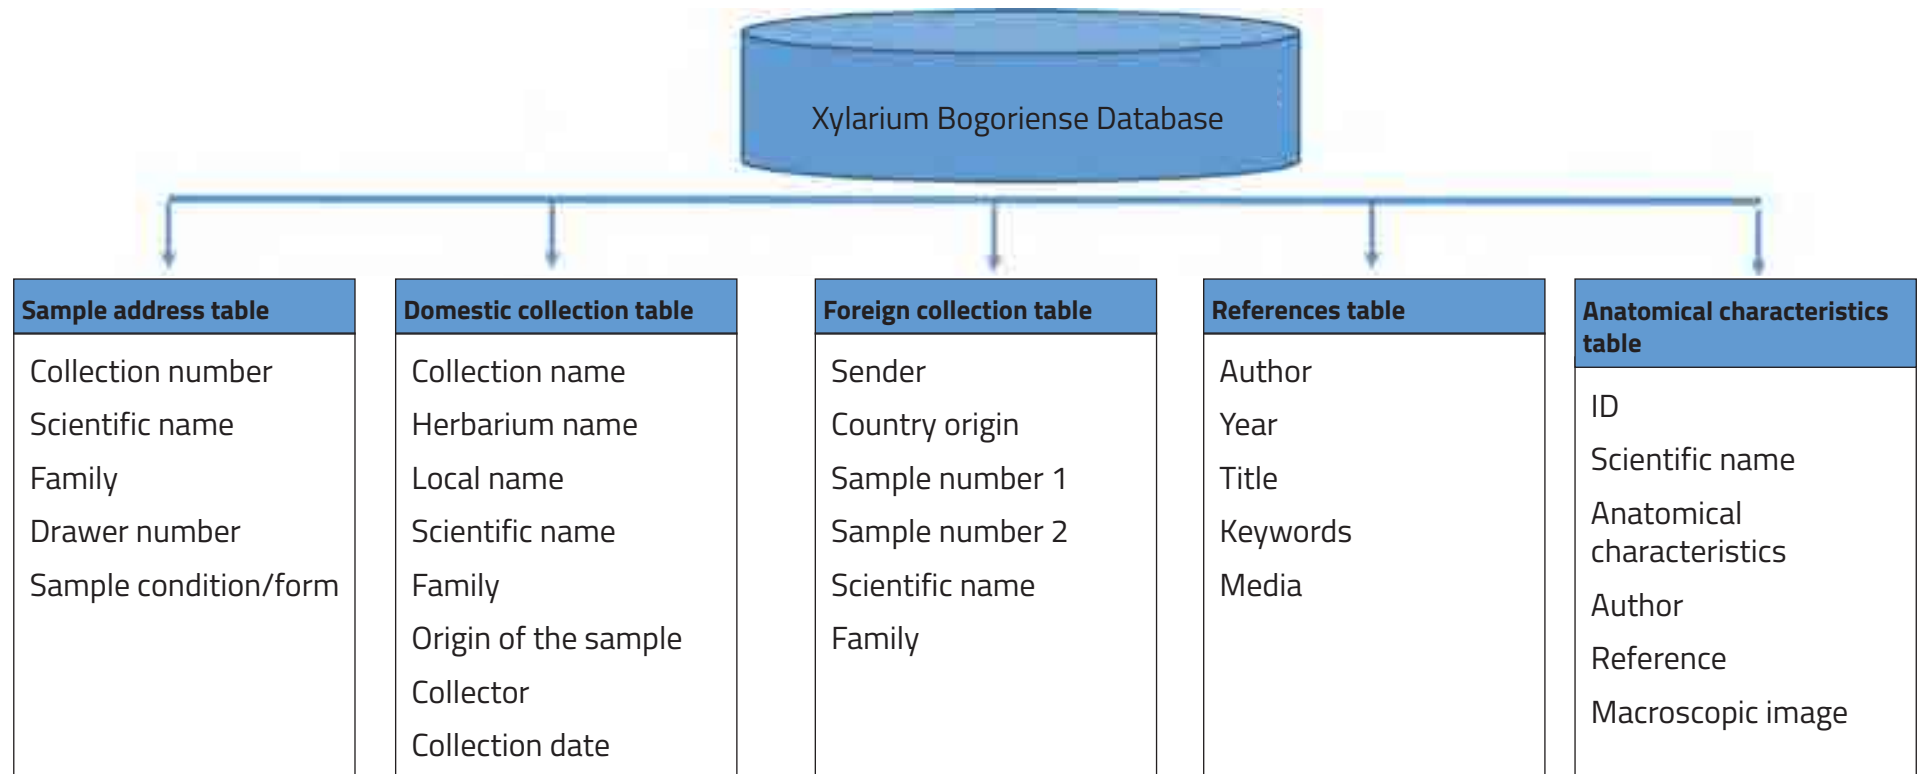 Xylarium Bogoriense Database
Sample address table
Collection number
Scientific name
Family
Drawer number
Sample condition/form
Domestic collection table
Collection name
Herbarium name
Local name
Scientific name
Family
Origin of the sample
Collector
Collection date
Foreign collection table
Sender
Country origin
Sample number 1
Sample number 2
Scientific name
Family
References table
Author
Year
Title
Keywords
Media
Anatomical characteristics
table
ID
Scientific name
Anatomical
characteristics
Author
Reference
Macroscopic image